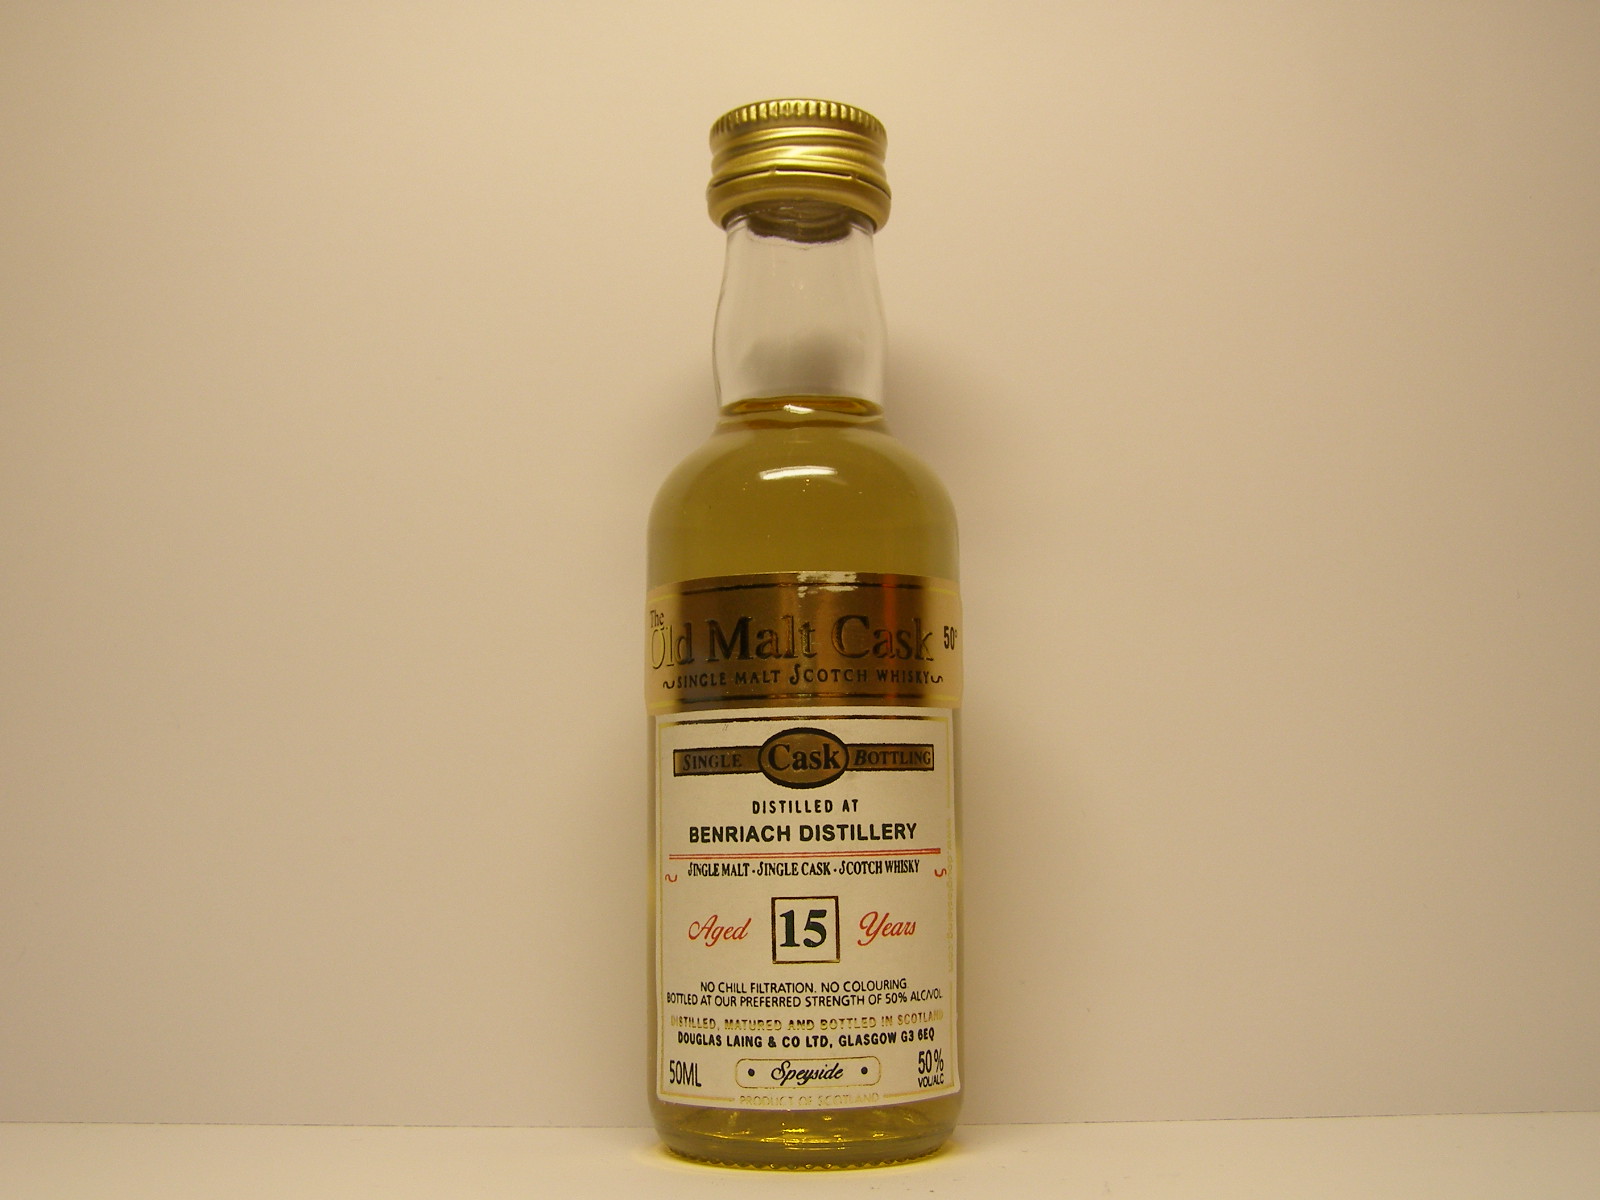 The
Old Malt Cask 50°
SINGLE MALT SCOTCH WHISKY
SINGLE Cask BOTTLING
DISTILLED AT
BENRIACH DISTILLERY
SINGLE MALT · SINGLE CASK · SCOTCH WHISKY
Aged 15 Years
NO CHILL FILTRATION. NO COLOURING.
BOTTLED AT OUR PREFERRED STRENGTH OF 50% ALC/VOL.
DISTILLED, MATURED AND BOTTLED IN SCOTLAND
DOUGLAS LAING & CO LTD, GLASGOW G3 6EQ
50ML • Speyside • 50%
VOL/ALC
PRODUCT OF SCOTLAND